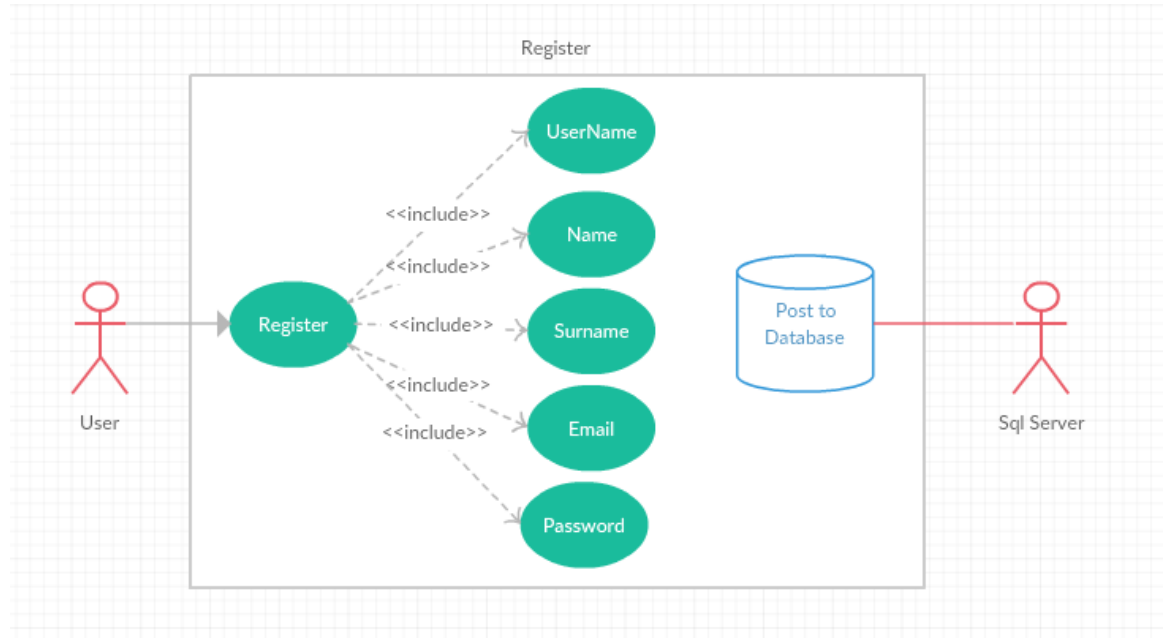 Register
UserName
<<include>>
Name
<<include>>
Register
<<include>>
Surname
Post to
Database
<<include>>
Email
<<include>>
Password
User
Sql Server